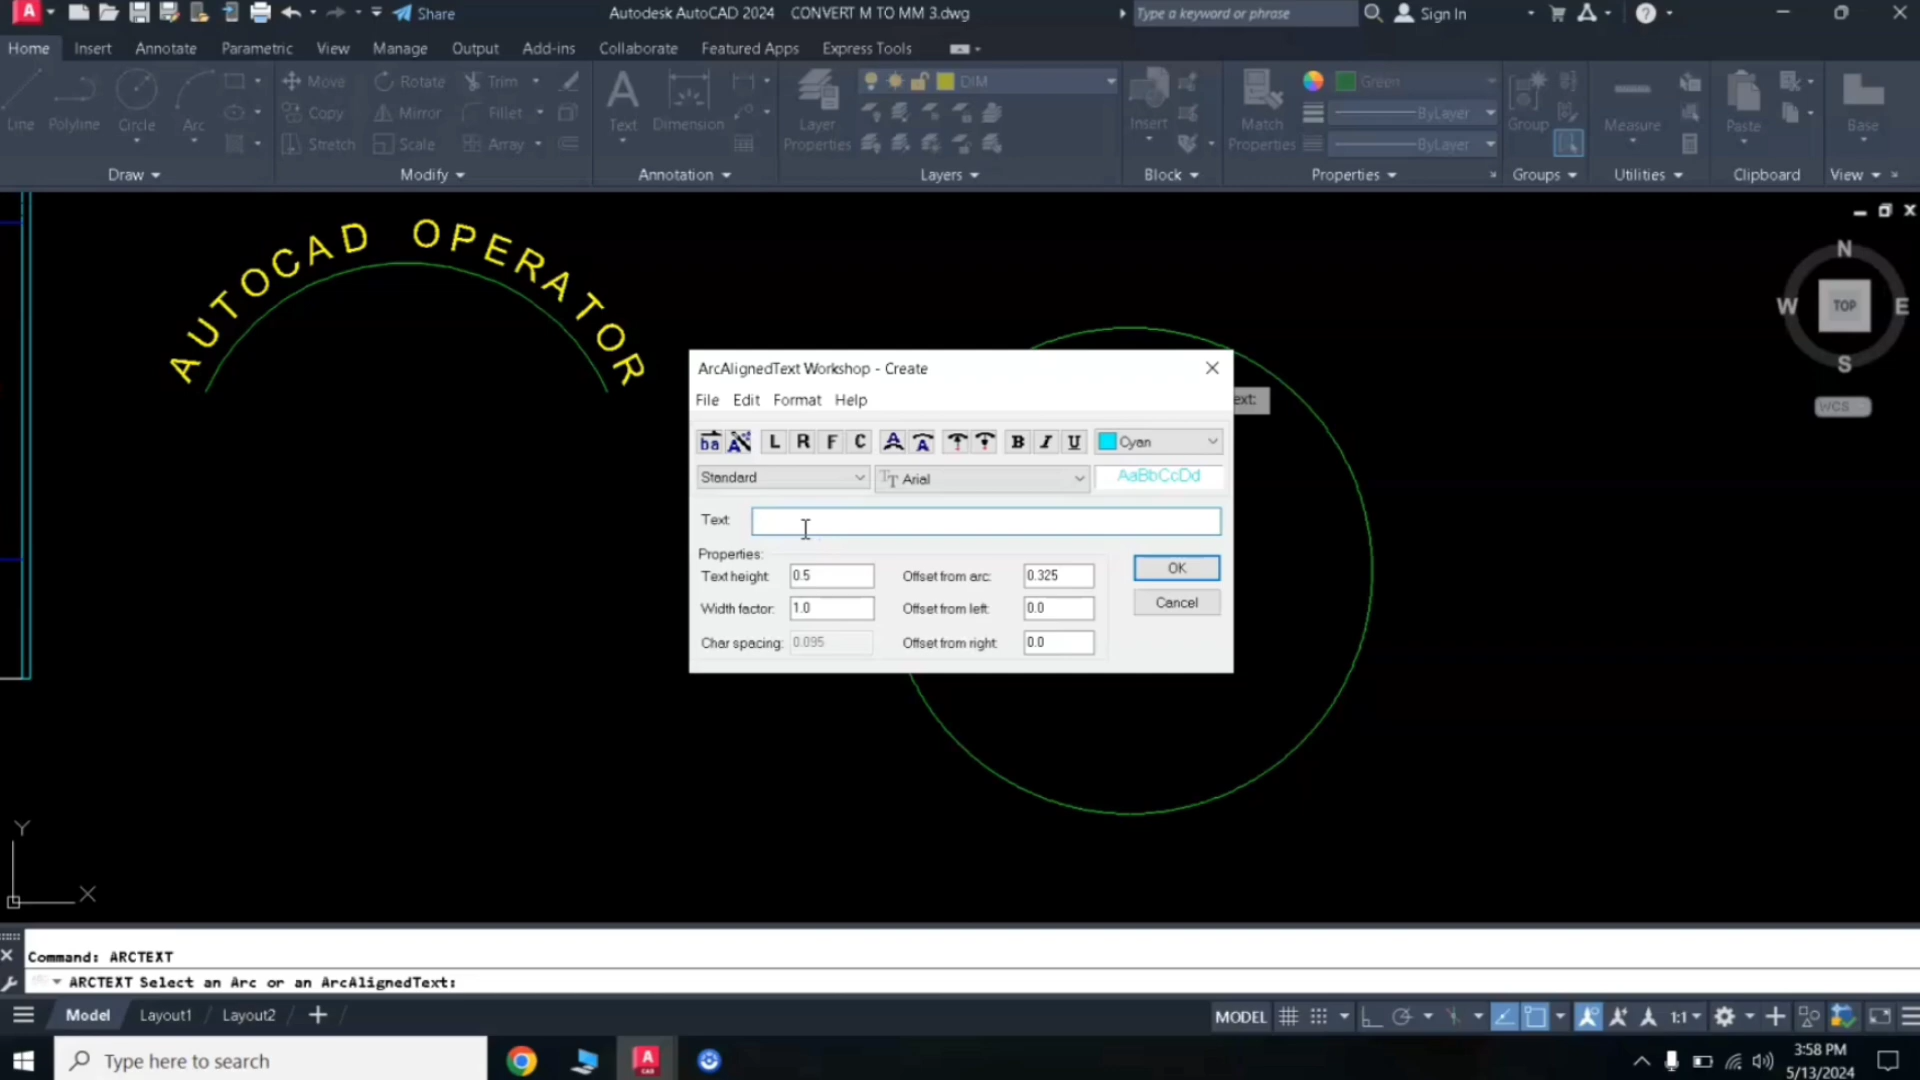 Share
Autodesk AutoCAD 2024 CONVERT M TO MM 3.dwg
Type a keyword or phrase
Sign In
Home Insert Annotate Parametric View Manage Output Add-ins Collaborate Featured Apps Express Tools
Line Polyline Circle Arc
Move Rotate Trim
Copy Mirror Fillet
Stretch Scale Array
Text Dimension
Layer Properties
DIM
Insert
Match Properties
Green
ByLayer
ByLayer
Group
Measure
Paste
Base
Draw Modify Annotation Layers Block Properties Groups Utilities Clipboard View
AUTOCAD OPERATOR
N
W TOP E
S
WCS
ArcAlignedText Workshop - Create
File Edit Format Help
ba A L R F C A A B I U Cyan
Standard TT Arial AaBbCcDd
ext:
Text:
Properties:
Text height: 0.5 Offset from arc: 0.325 OK
Width factor: 1.0 Offset from left: 0.0 Cancel
Char spacing: 0.095 Offset from right: 0.0
Y
X
Command: ARCTEXT
ARCTEXT Select an Arc or an ArcAlignedText:
Model Layout1 / Layout2 + /
MODEL 1:1
Type here to search
3:58 PM
5/13/2024